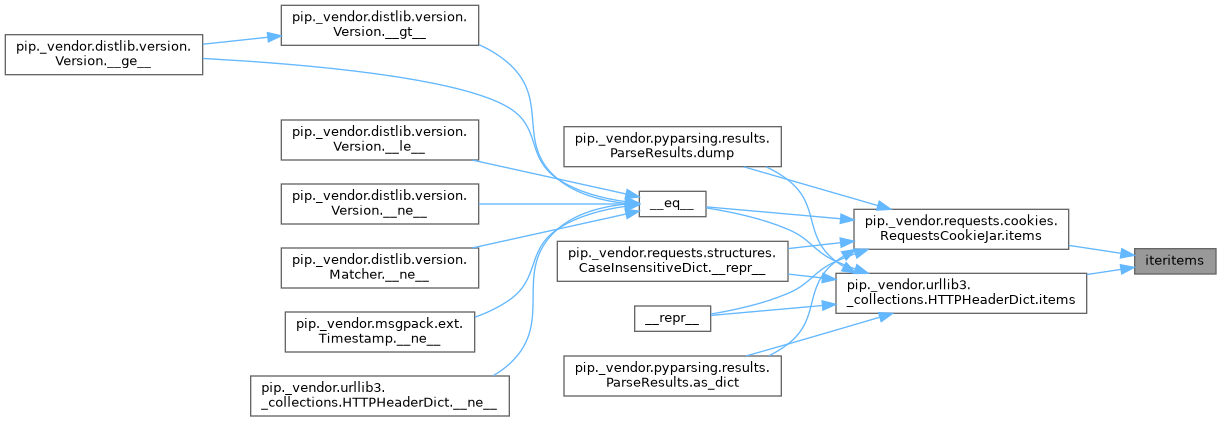 pip._vendor.distlib.version.
Version.__gt__
pip._vendor.distlib.version.
Version.__ge__
pip._vendor.distlib.version.
Version.__le__
pip._vendor.pyparsing.results.
ParseResults.dump
pip._vendor.distlib.version.
Version.__ne__
__eq__
pip._vendor.requests.cookies.
RequestsCookieJar.items
pip._vendor.distlib.version.
Matcher.__ne__
pip._vendor.requests.structures.
CaseInsensitiveDict.__repr__
iteritems
pip._vendor.urllib3.
_collections.HTTPHeaderDict.items
pip._vendor.msgpack.ext.
Timestamp.__ne__
__repr__
pip._vendor.pyparsing.results.
ParseResults.as_dict
pip._vendor.urllib3.
_collections.HTTPHeaderDict.__ne__